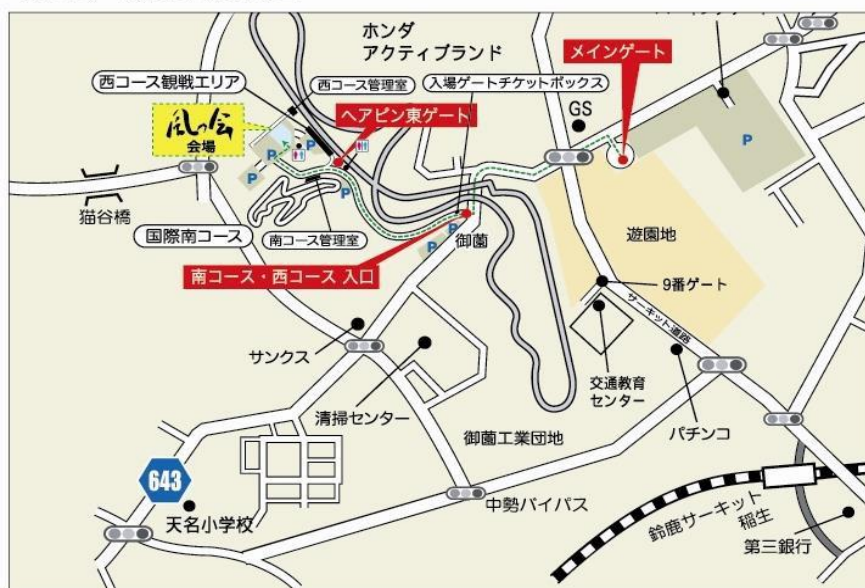 ホンダ
アクティブランド
メインゲート
西コース観戦エリア
西コース管理室
入場ゲートチケットボックス
風の会
会場
ヘアピン東ゲート
GS
P
P
P
P
P
P
猫谷橋
国際南コース
南コース管理室
御薗
遊園地
南コース・西コース 入口
9番ゲート
サーキット道路
サンクス
交通教育
センター
パチンコ
清掃センター
御薗工業団地
643
天名小学校
中勢バイパス
鈴鹿サーキット
稲生
第三銀行